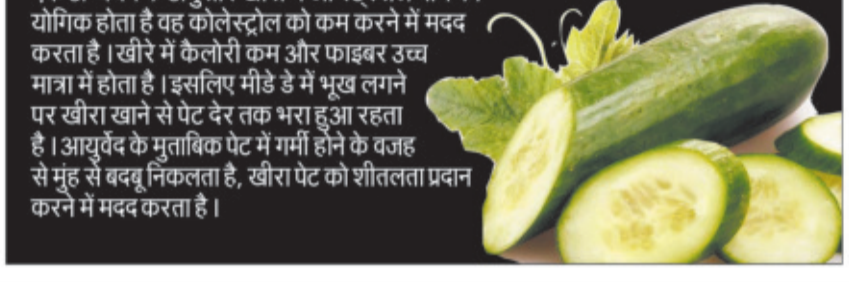 योगिक होता है वह कोलेस्ट्रोल को कम करने में मदद
करता है । खीरे में कैलोरी कम और फाइबर उच्च
मात्रा में होता है । इसलिए मीडे डे में भूख लगने
पर खीरा खाने से पेट देर तक भरा हुआ रहता
है । आयुर्वेद के मुताबिक पेट में गर्मी होने के वजह
से मुंह से बदबू निकलता है, खीरा पेट को शीतलता प्रदान
करने में मदद करता है ।